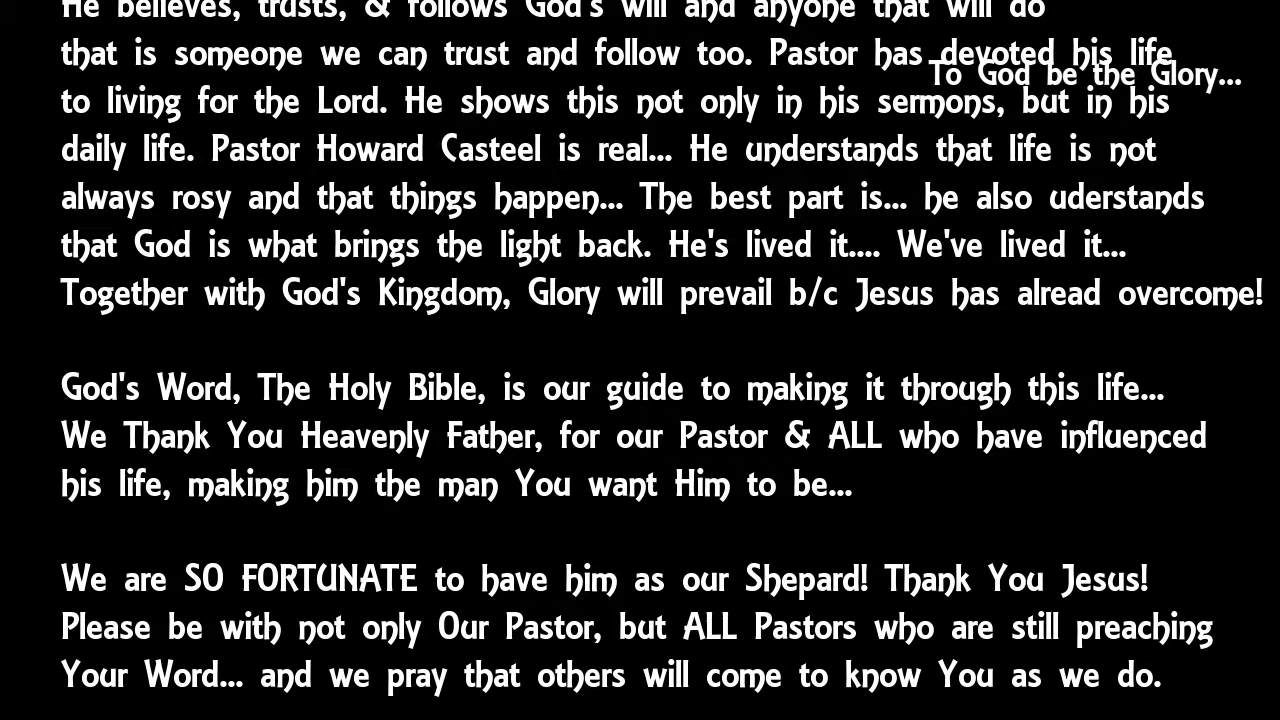 He believes, trusts, & follows God's will and anyone that will do
that is someone we can trust and follow too. Pastor has devoted his life
To God be the Glory...
to living for the Lord. He shows this not only in his sermons, but in his
daily life. Pastor Howard Casteel is real... He understands that life is not
always rosy and that things happen... The best part is... he also uderstands
that God is what brings the light back. He's lived it.... We've lived it...
Together with God's Kingdom, Glory will prevail b/c Jesus has alread overcome!
God's Word, The Holy Bible, is our guide to making it through this life...
We Thank You Heavenly Father, for our Pastor & ALL who have influenced
his life, making him the man You want Him to be...
We are SO FORTUNATE to have him as our Shepard! Thank You Jesus!
Please be with not only Our Pastor, but ALL Pastors who are still preaching
Your Word... and we pray that others will come to know You as we do.